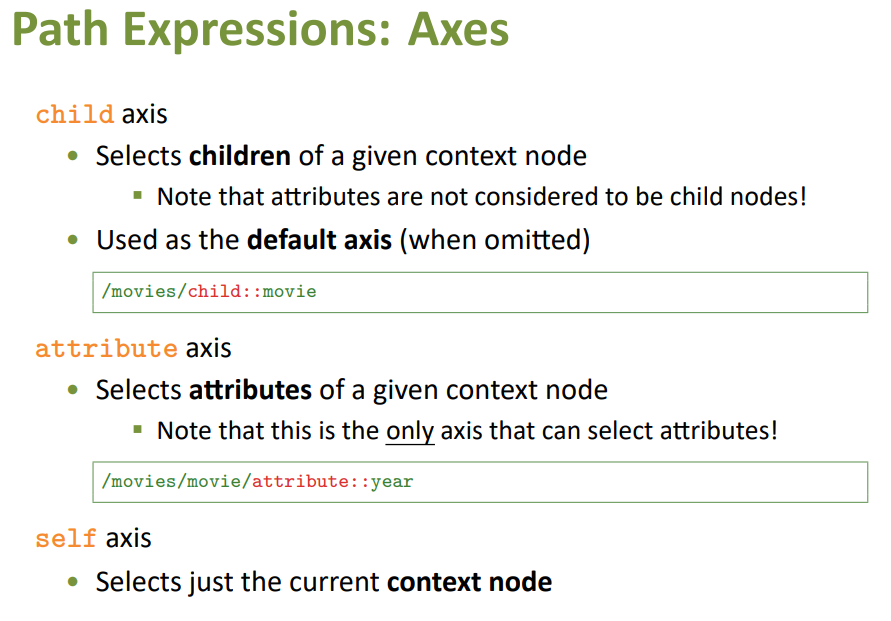 Path Expressions: Axes
child axis
• Selects children of a given context node
▪ Note that attributes are not considered to be child nodes!
• Used as the default axis (when omitted)
/movies/child::movie
attribute axis
• Selects attributes of a given context node
▪ Note that this is the only axis that can select attributes!
/movies/movie/attribute::year
self axis
• Selects just the current context node